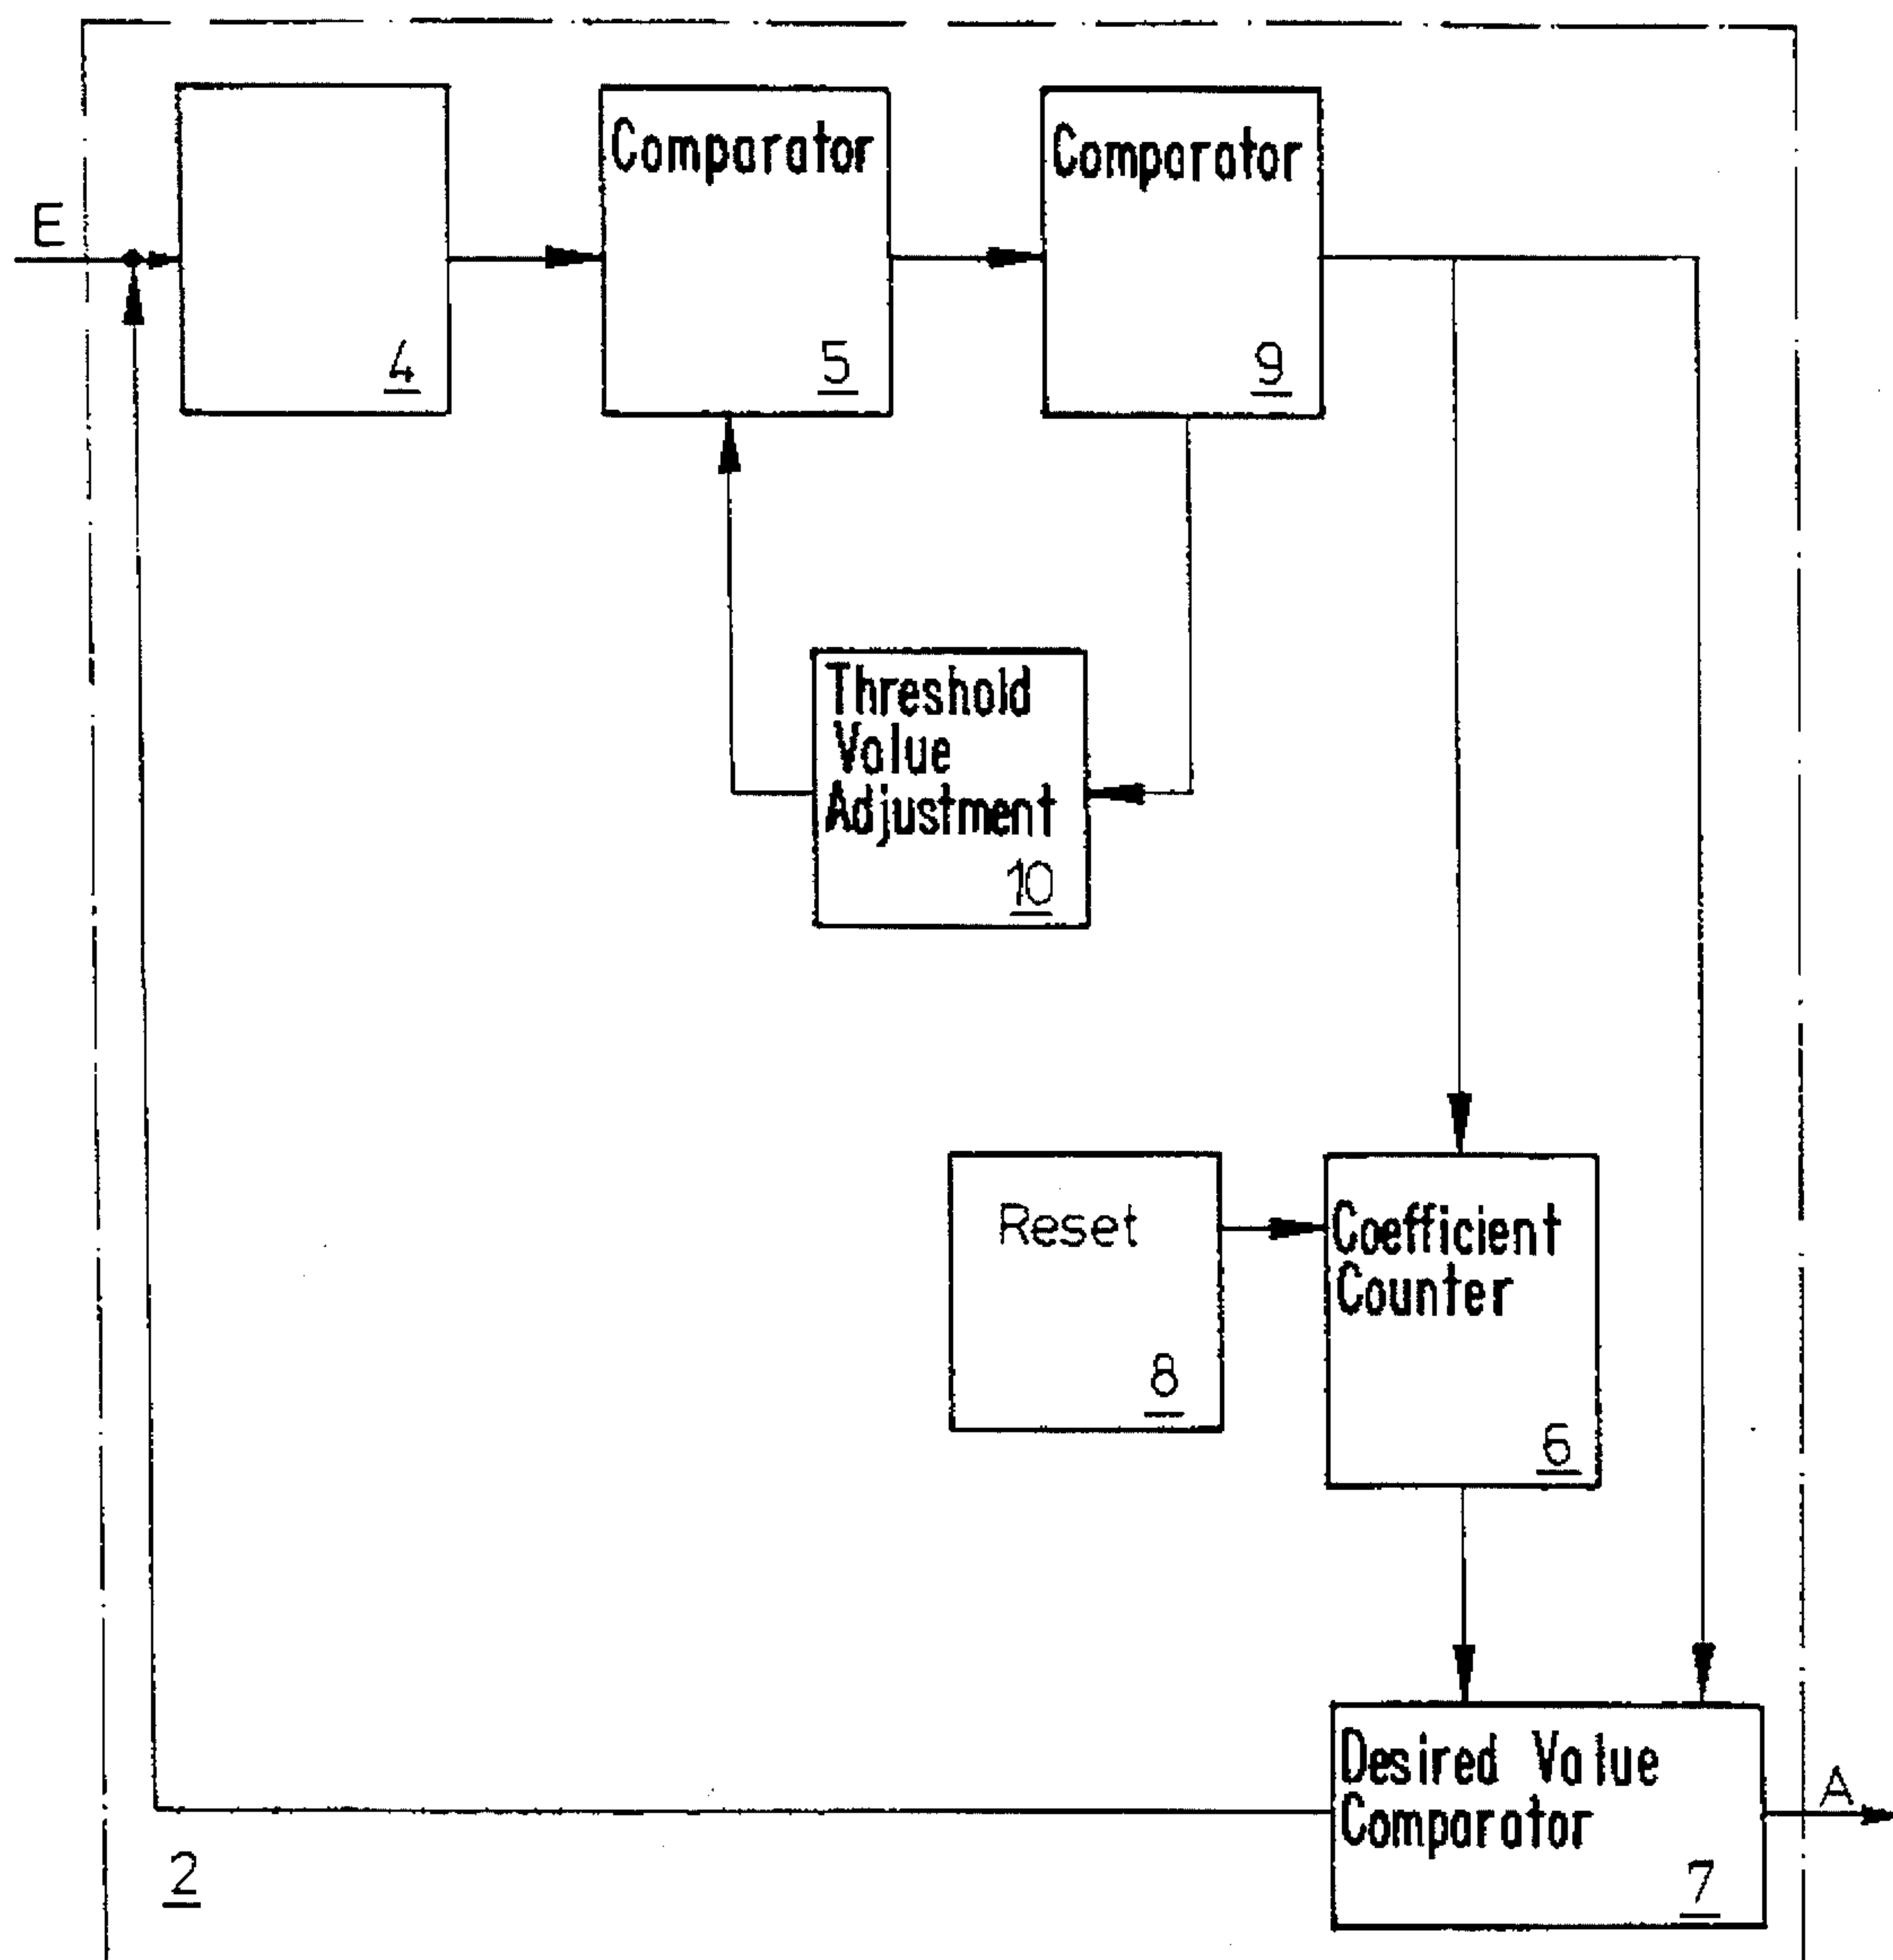 E
4
Comparator
5
Comparator
9
Threshold
Value
Adjustment
10
Reset
8
Coefficient
Counter
6
Desired Value
Comparator
7
A
2